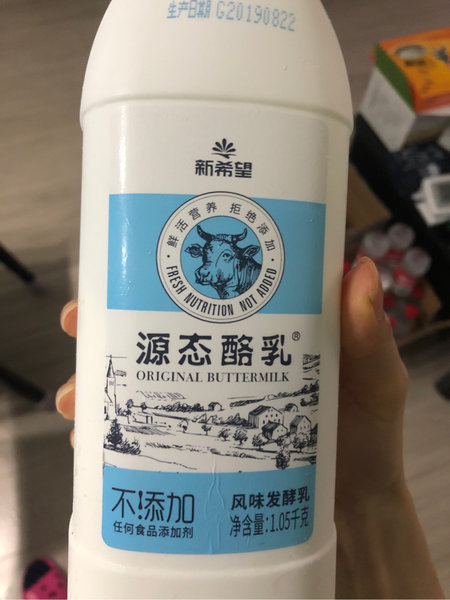 生产日期 G20190822
新希望
·鲜活营养 拒绝添加·
FRESH NUTRITION NOT ADDED
源态酪乳®
ORIGINAL BUTTERMILK
不!添加
任何食品添加剂
风味发酵乳
净含量:1.05千克